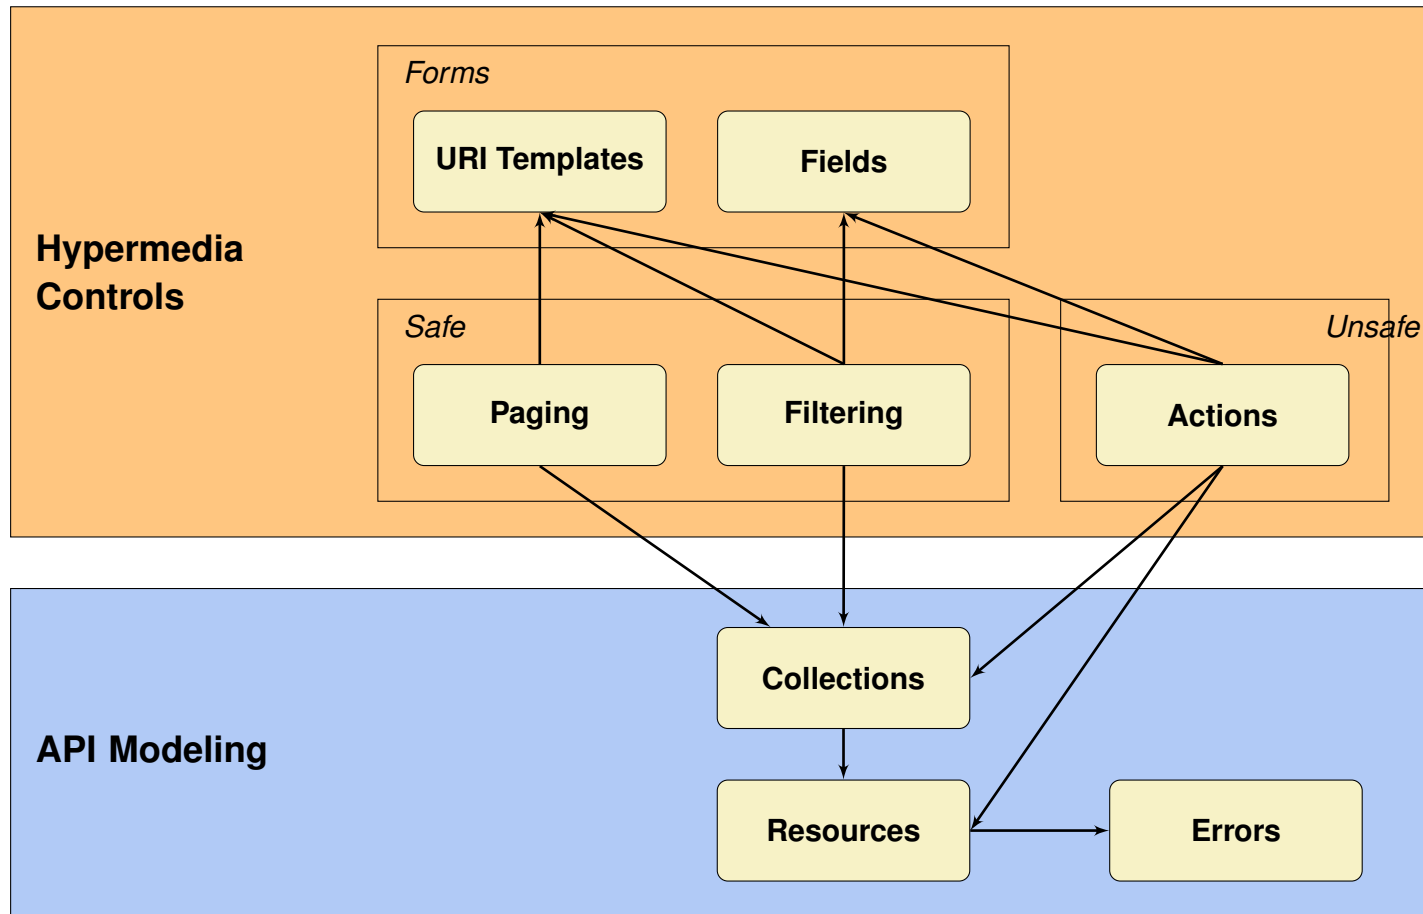 Forms
URI Templates
Fields
Hypermedia
Controls
Safe
Unsafe
Paging
Filtering
Actions
Collections
API Modeling
Resources
Errors